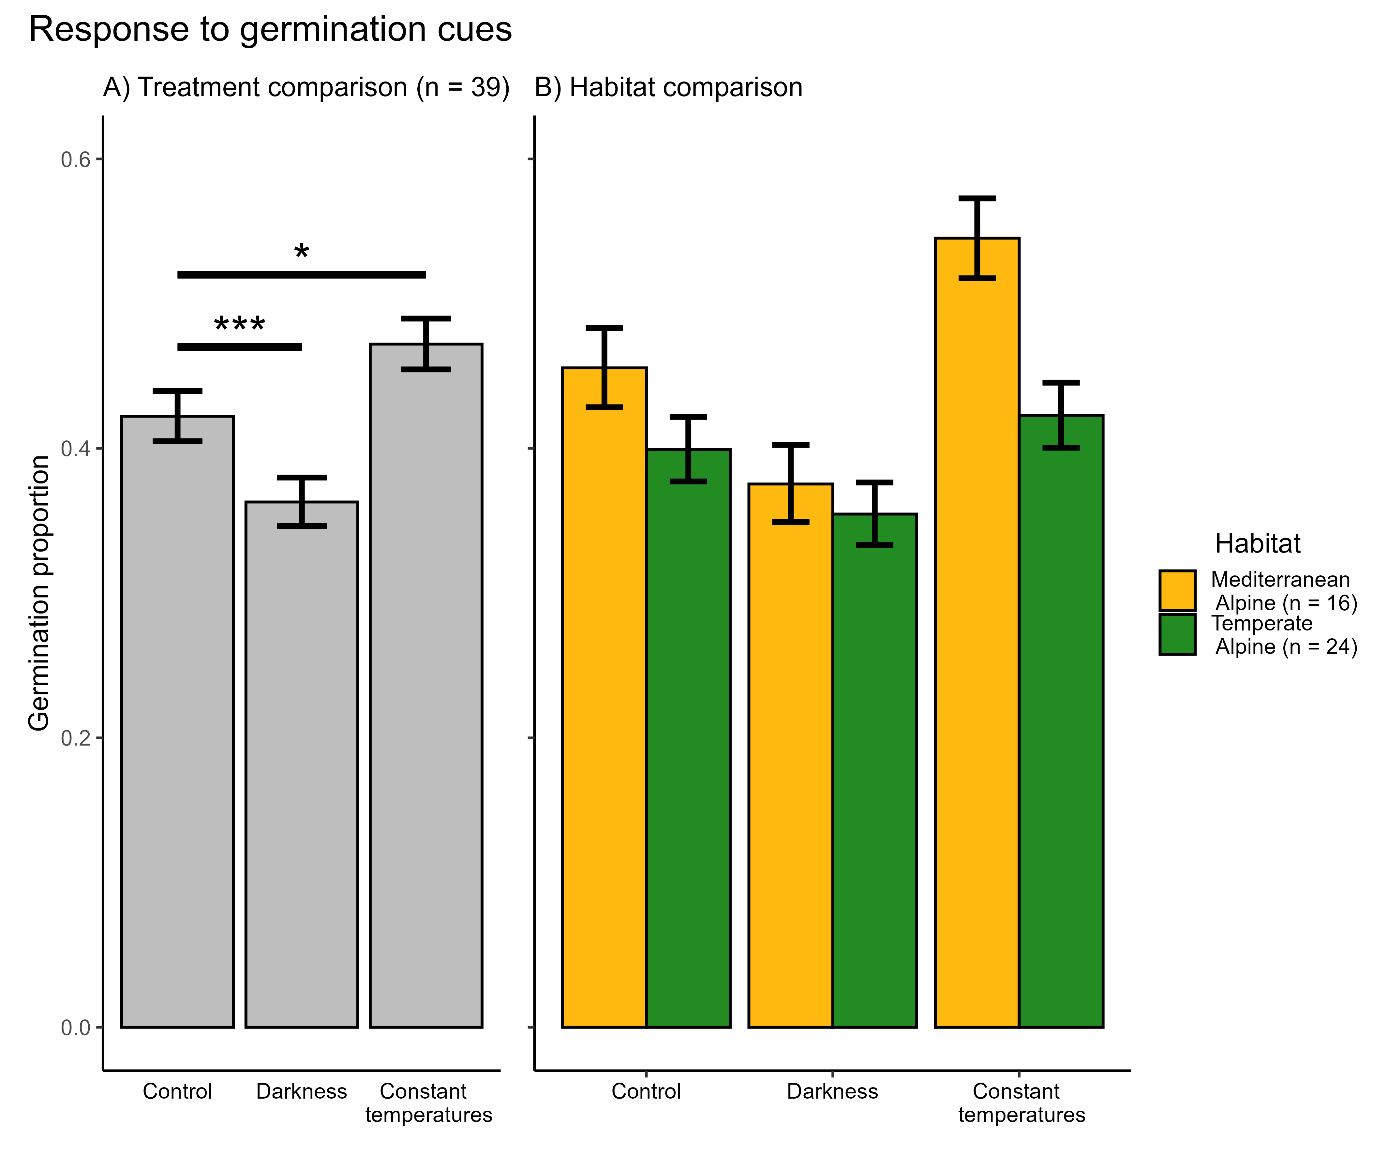 Response to germination cues
A) Treatment comparison (n = 39)
B) Habitat comparison
Germination proportion
0.6
0.4
0.2
0.0
*
***
Control
Darkness
Constant
temperatures
Control
Darkness
Constant
temperatures
Habitat
Mediterranean
Alpine (n = 16)
Temperate
Alpine (n = 24)